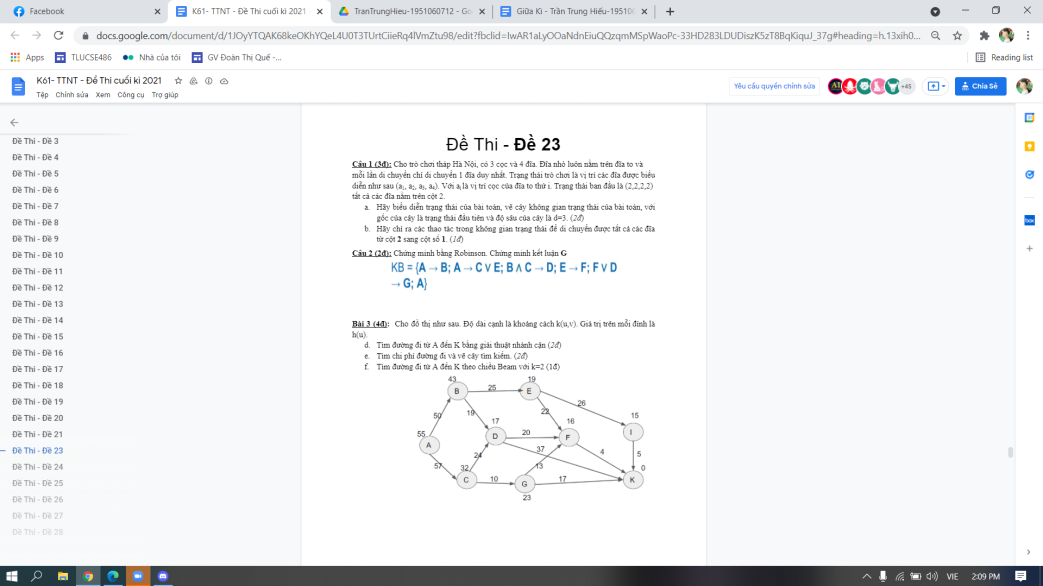 Facebook
K61- TTNT - Đề Thi cuối kì 2021
TranTrungHieu-1951060712 - Go
Giữa Kì - Trần Trung Hiếu-19510
docs.google.com/document/d/
Apps
TLUCSE486
Nhà của tôi
GV Đoàn Thị Quế -...
Reading list
K61- TTNT - Đề Thi cuối kì 2021
Tệp Chỉnh sửa Xem Công cụ Trợ giúp
Yêu cầu quyền chỉnh sửa
+45
Chia Sẻ
Đề Thi - Đề 3
Đề Thi - Đề 4
Đề Thi - Đề 5
Đề Thi - Đề 6
Đề Thi - Đề 7
Đề Thi - Đề 8
Đề Thi - Đề 9
Đề Thi - Đề 10
Đề Thi - Đề 11
Đề Thi - Đề 12
Đề Thi - Đề 13
Đề Thi - Đề 14
Đề Thi - Đề 15
Đề Thi - Đề 16
Đề Thi - Đề 17
Đề Thi - Đề 18
Đề Thi - Đề 19
Đề Thi - Đề 20
Đề Thi - Đề 21
Đề Thi - Đề 23
Đề Thi - Đề 24
Đề Thi - Đề 25
Đề Thi - Đề 26
Đề Thi - Đề 27
Đề Thi - Đề 28
Đề Thi - Đề 23
Câu 1 (3đ): Cho trò chơi tháp Hà Nội, có 3 cọc và 4 đĩa. Đĩa nhỏ luôn nằm trên đĩa to và
mỗi lần di chuyển chỉ di chuyển 1 đĩa duy nhất. Trạng thái trò chơi là vị trí các đĩa được biểu
diễn như sau (a₁, a₂, a₃, a₄). Với aᵢ là vị trí cọc của đĩa to thứ i. Trạng thái ban đầu là (2,2,2,2)
tất cả các đĩa nằm trên cột 2.
a. Hãy biểu diễn trạng thái của bài toán, vẽ cây không gian trạng thái của bài toán, với
gốc của cây là trạng thái đầu tiên và độ sâu của cây là d=3. (2đ)
b. Hãy chỉ ra các thao tác trong không gian trạng thái để di chuyển được tất cả các đĩa
từ cột 2 sang cột số 1. (1đ)
Câu 2 (2đ): Chứng minh bằng Robinson. Chứng minh kết luận G
KB = {A → B; A → C ∨ E; B ∧ C → D; E → F; F ∨ D
→ G; A}
Bài 3 (4đ): Cho đồ thị như sau. Độ dài cạnh là khoảng cách k(u,v). Giá trị trên mỗi đỉnh là
h(u).
d. Tìm đường đi từ A đến K bằng giải thuật nhánh cận (2đ)
e. Tìm chi phí đường đi và vẽ cây tìm kiếm. (2đ)
f. Tìm đường đi từ A đến K theo chiều Beam với k=2 (1đ)
43 19
B 25 E
26
50 19 22 15
17 16
55 D 20 F I
A
37 4 5
57 32 24 13 0
C 10 G 17 K
23
VIE
2:09 PM